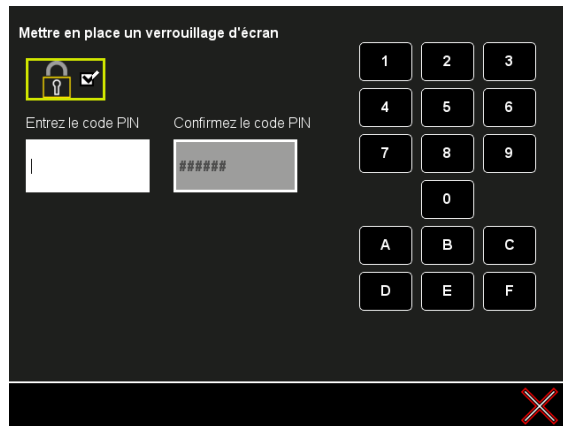 Mettre en place un verrouillage d'écran
Entrez le code PIN
Confirmez le code PIN
######
1 2 3
4 5 6
7 8 9
0
A B C
D E F